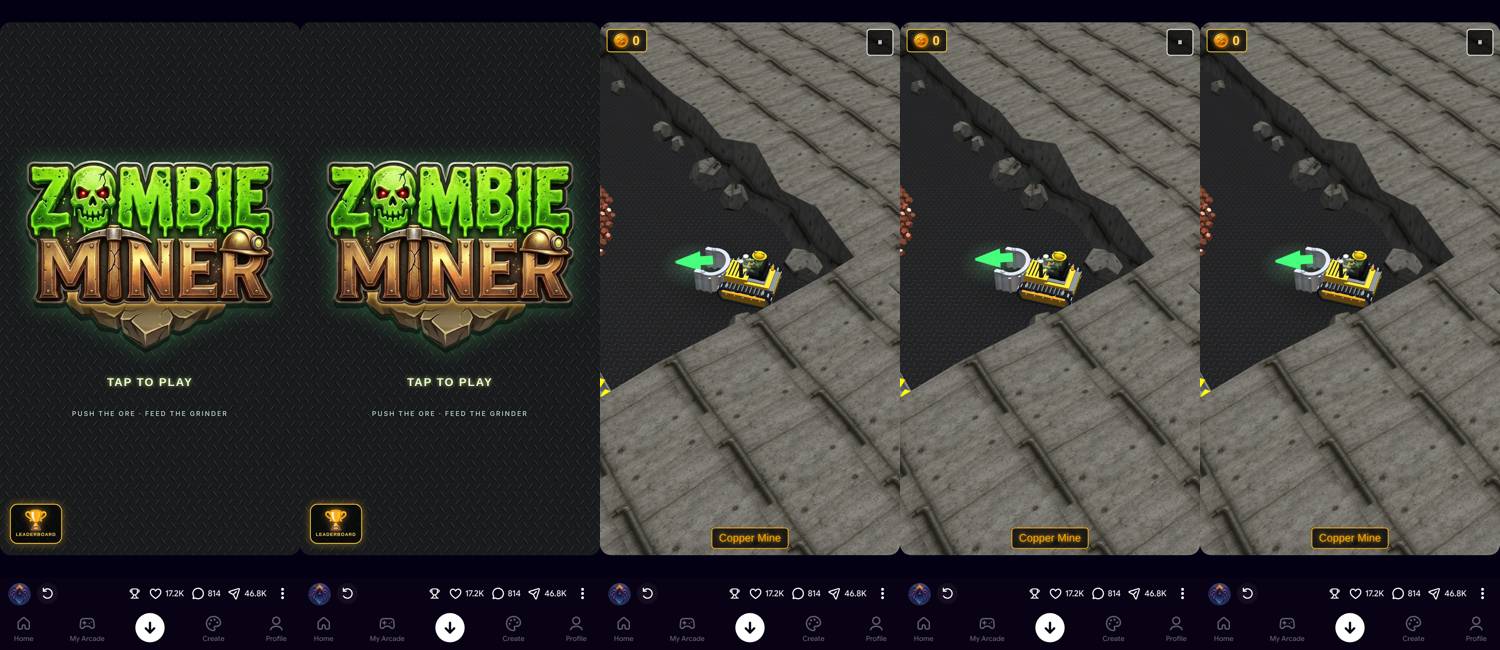 ZOMBIE
MINER
TAP TO PLAY
PUSH THE ORE · FEED THE GRINDER
LEADERBOARD
17.2K
814
46.8K
Home
My Arcade
Create
Profile
ZOMBIE
MINER
TAP TO PLAY
PUSH THE ORE · FEED THE GRINDER
LEADERBOARD
17.2K
814
46.8K
Home
My Arcade
Create
Profile
0
Copper Mine
17.2K
814
46.8K
Home
My Arcade
Create
Profile
0
Copper Mine
17.2K
814
46.8K
Home
My Arcade
Create
Profile
0
Copper Mine
17.2K
814
46.8K
Home
My Arcade
Create
Profile